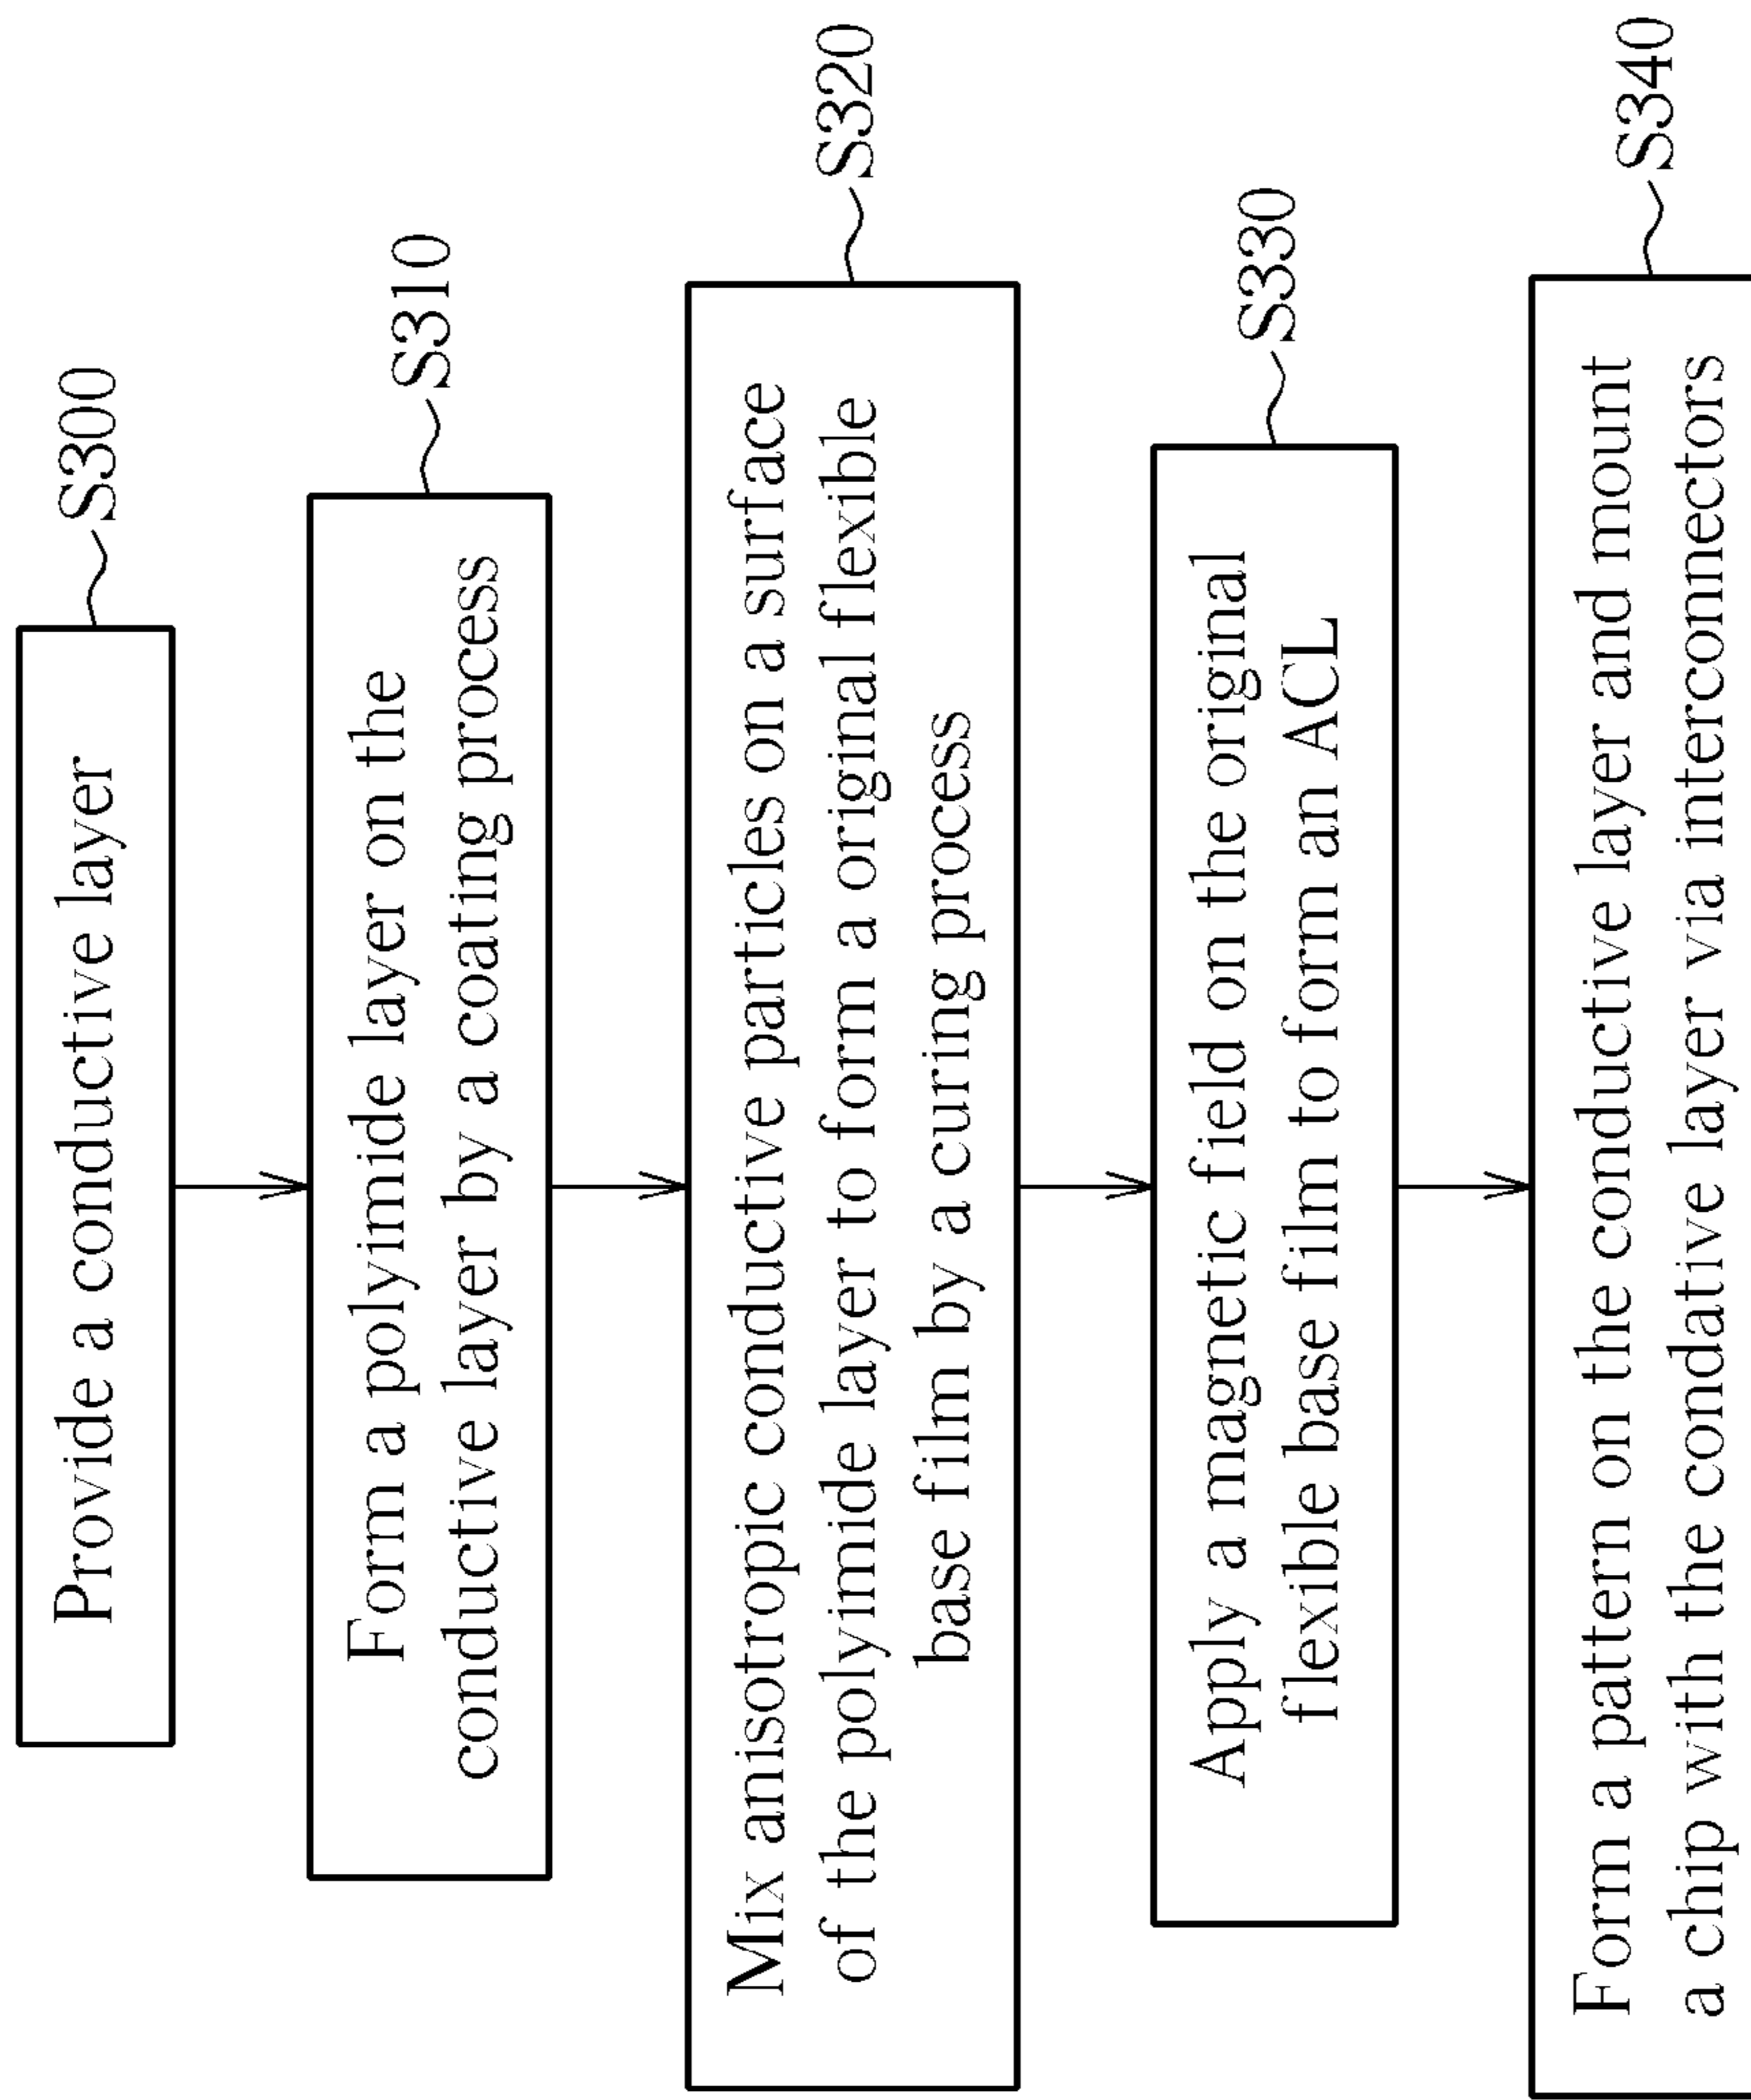 Provide a conductive layer
S300
Form a polyimide layer on the
conductive layer by a coating process
S310
Mix anisotropic conductive particles on a surface
of the polyimide layer to form a original flexible
base film by a curing process
S320
Apply a magnetic field on the original
flexible base film to form an ACL
S330
Form a pattern on the conductive layer and mount
a chip with the condative layer via interconnectors
S340